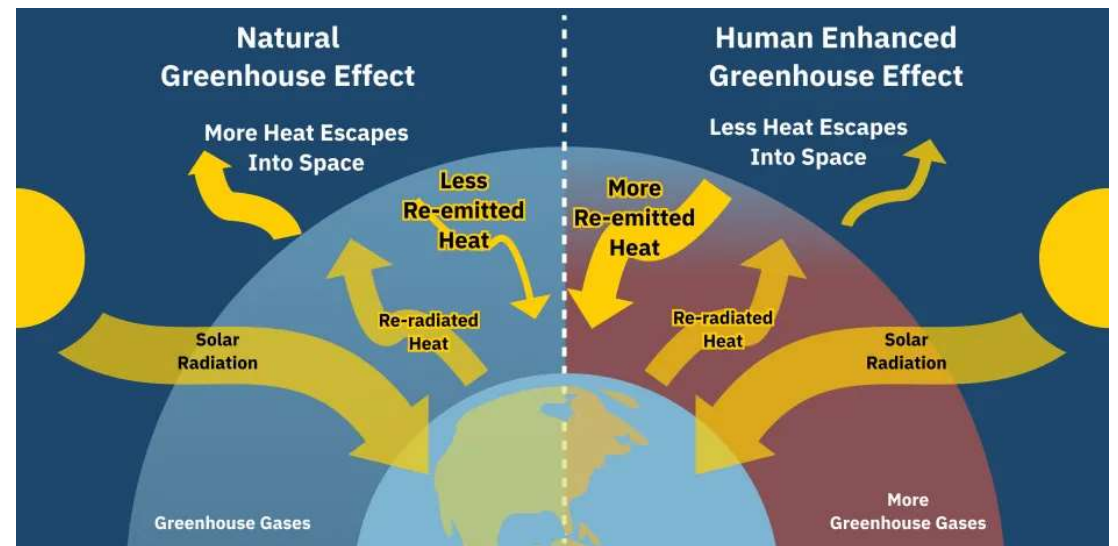 Natural
Greenhouse Effect
More Heat Escapes
Into Space
Less
Re-emitted
Heat
Re-radiated
Heat
Solar
Radiation
Greenhouse Gases
Human Enhanced
Greenhouse Effect
Less Heat Escapes
Into Space
More
Re-emitted
Heat
Re-radiated
Heat
Solar
Radiation
More
Greenhouse Gases